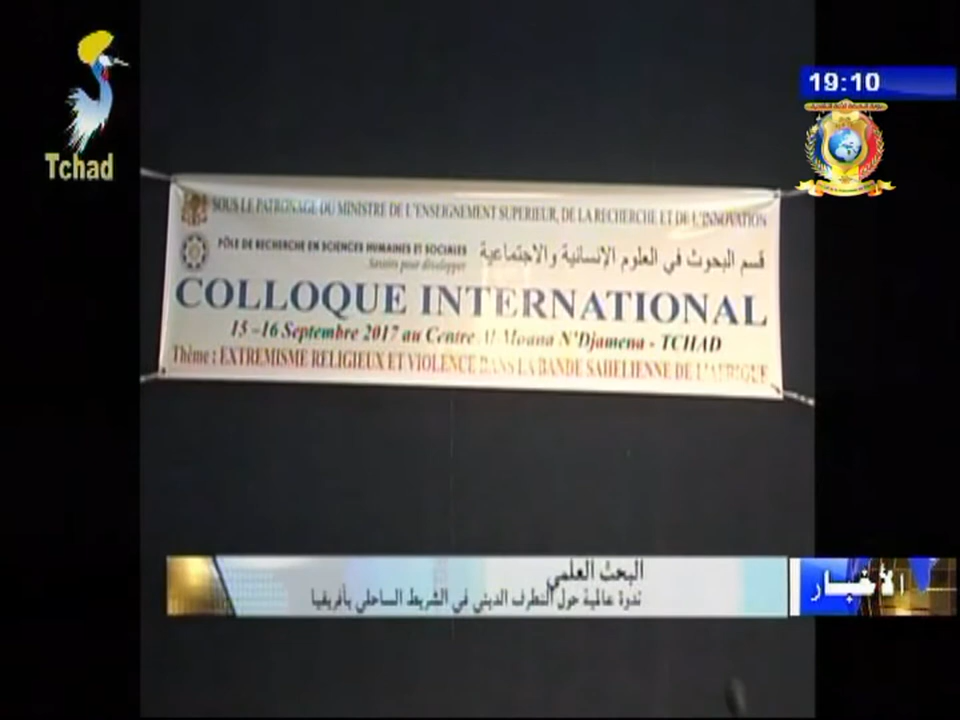 Tchad
19:10
SOUS LE PATRONAGE DU MINISTRE DE L'ENSEIGNEMENT SUPERIEUR, DE LA RECHERCHE ET DE L'INNOVATION
PÔLE DE RECHERCHE EN SCIENCES HUMAINES ET SOCIALES
Savoirs pour développer
قسم البحوث في العلوم الإنسانية والاجتماعية
COLLOQUE INTERNATIONAL
15 -16 Septembre 2017 au Centre Al Mouna N'Djamena - TCHAD
Thème : EXTREMISME RELIGIEUX ET VIOLENCE DANS LA BANDE SAHELIENNE DE L'AFRIQUE
البحث العلمي
ندوة عالمية حول التطرف الديني في الشريط الساحلي بأفريقيا
الأخبار